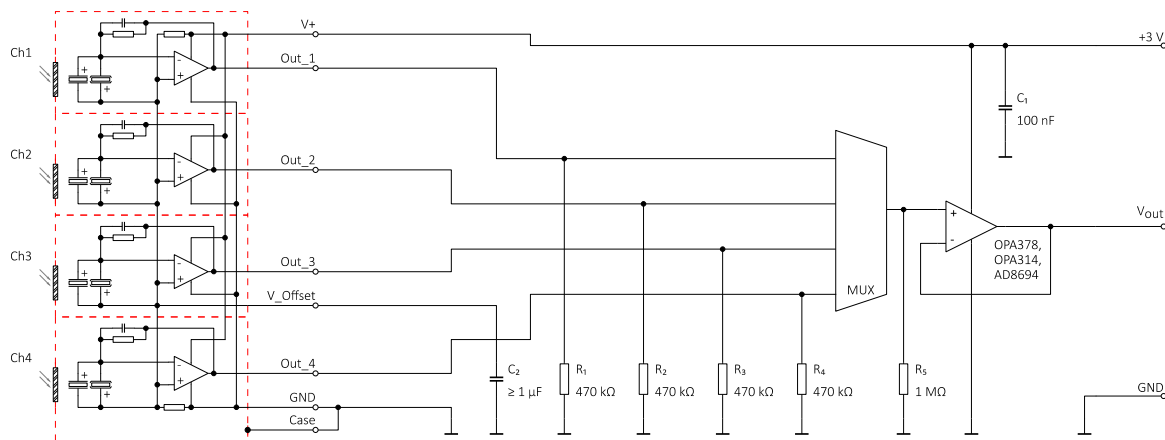 V+
+3 V
Ch1
Out_1
C₁
100 nF
Ch2
Out_2
Vout
OPA378,
OPA314,
AD8694
Ch3
Out_3
MUX
V_Offset
Ch4
Out_4
C₂
≥ 1 µF
R₁
470 kΩ
R₂
470 kΩ
R₃
470 kΩ
R₄
470 kΩ
R₅
1 MΩ
GND
GND
Case